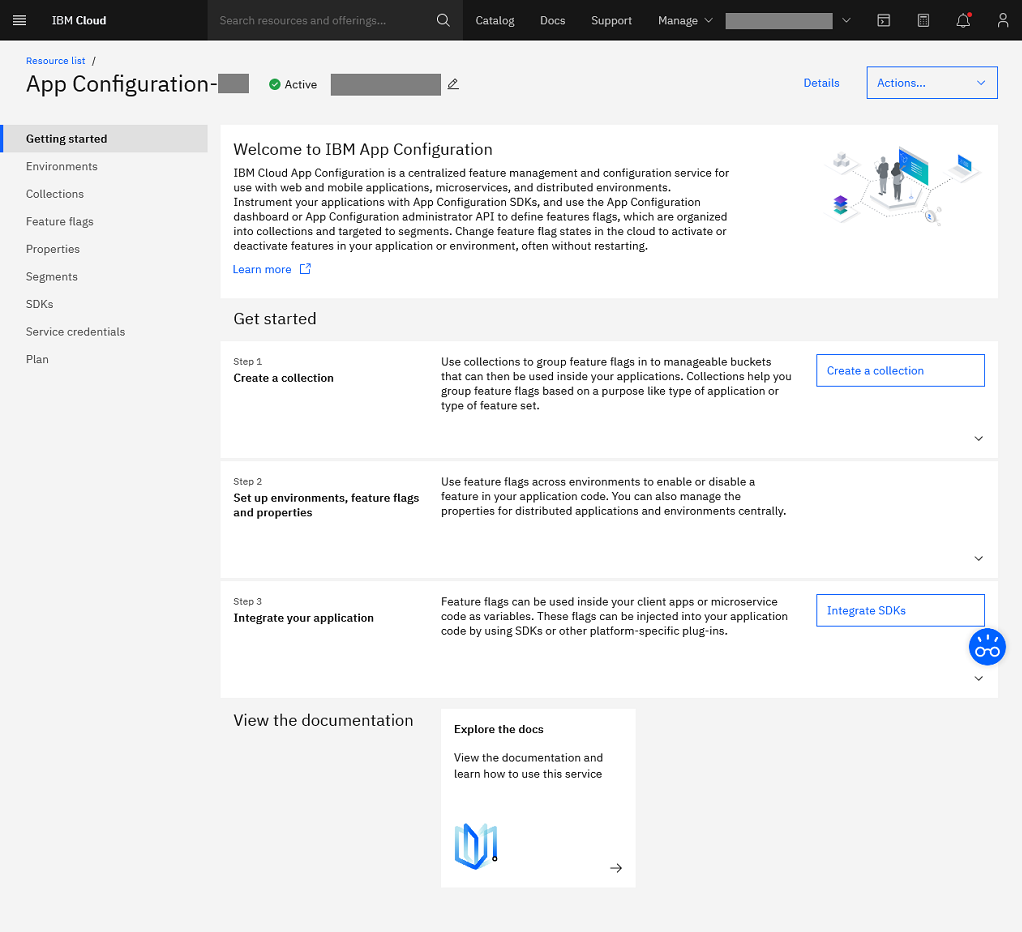 IBM Cloud
Search resources and offerings...
Catalog
Docs
Support
Manage
Resource list /
App Configuration-
Active
Details
Actions...
Getting started
Environments
Collections
Feature flags
Properties
Segments
SDKs
Service credentials
Plan
Welcome to IBM App Configuration
IBM Cloud App Configuration is a centralized feature management and configuration service for
use with web and mobile applications, microservices, and distributed environments.
Instrument your applications with App Configuration SDKs, and use the App Configuration
dashboard or App Configuration administrator API to define features flags, which are organized
into collections and targeted to segments. Change feature flag states in the cloud to activate or
deactivate features in your application or environment, often without restarting.
Learn more
Get started
Step 1
Create a collection
Use collections to group feature flags in to manageable buckets
that can then be used inside your applications. Collections help you
group feature flags based on a purpose like type of application or
type of feature set.
Create a collection
Step 2
Set up environments, feature flags
and properties
Use feature flags across environments to enable or disable a
feature in your application code. You can also manage the
properties for distributed applications and environments centrally.
Step 3
Integrate your application
Feature flags can be used inside your client apps or microservice
code as variables. These flags can be injected into your application
code by using SDKs or other platform-specific plug-ins.
Integrate SDKs
View the documentation
Explore the docs
View the documentation and
learn how to use this service